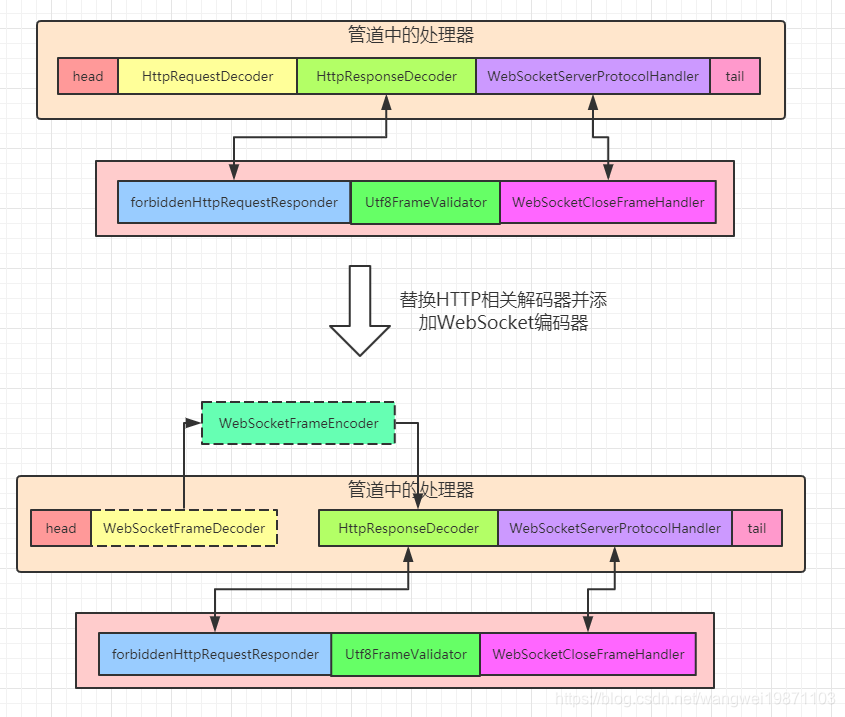 管道中的处理器
head HttpRequestDecoder HttpResponseDecoder WebSocketServerProtocolHandler tail
forbiddenHttpRequestResponder Utf8FrameValidator WebSocketCloseFrameHandler
替换HTTP相关解码器并添
加WebSocket编码器
WebSocketFrameEncoder
管道中的处理器
head WebSocketFrameDecoder HttpResponseDecoder WebSocketServerProtocolHandler tail
forbiddenHttpRequestResponder Utf8FrameValidator WebSocketCloseFrameHandler
https://blog.csdn.net/wangwei19871103